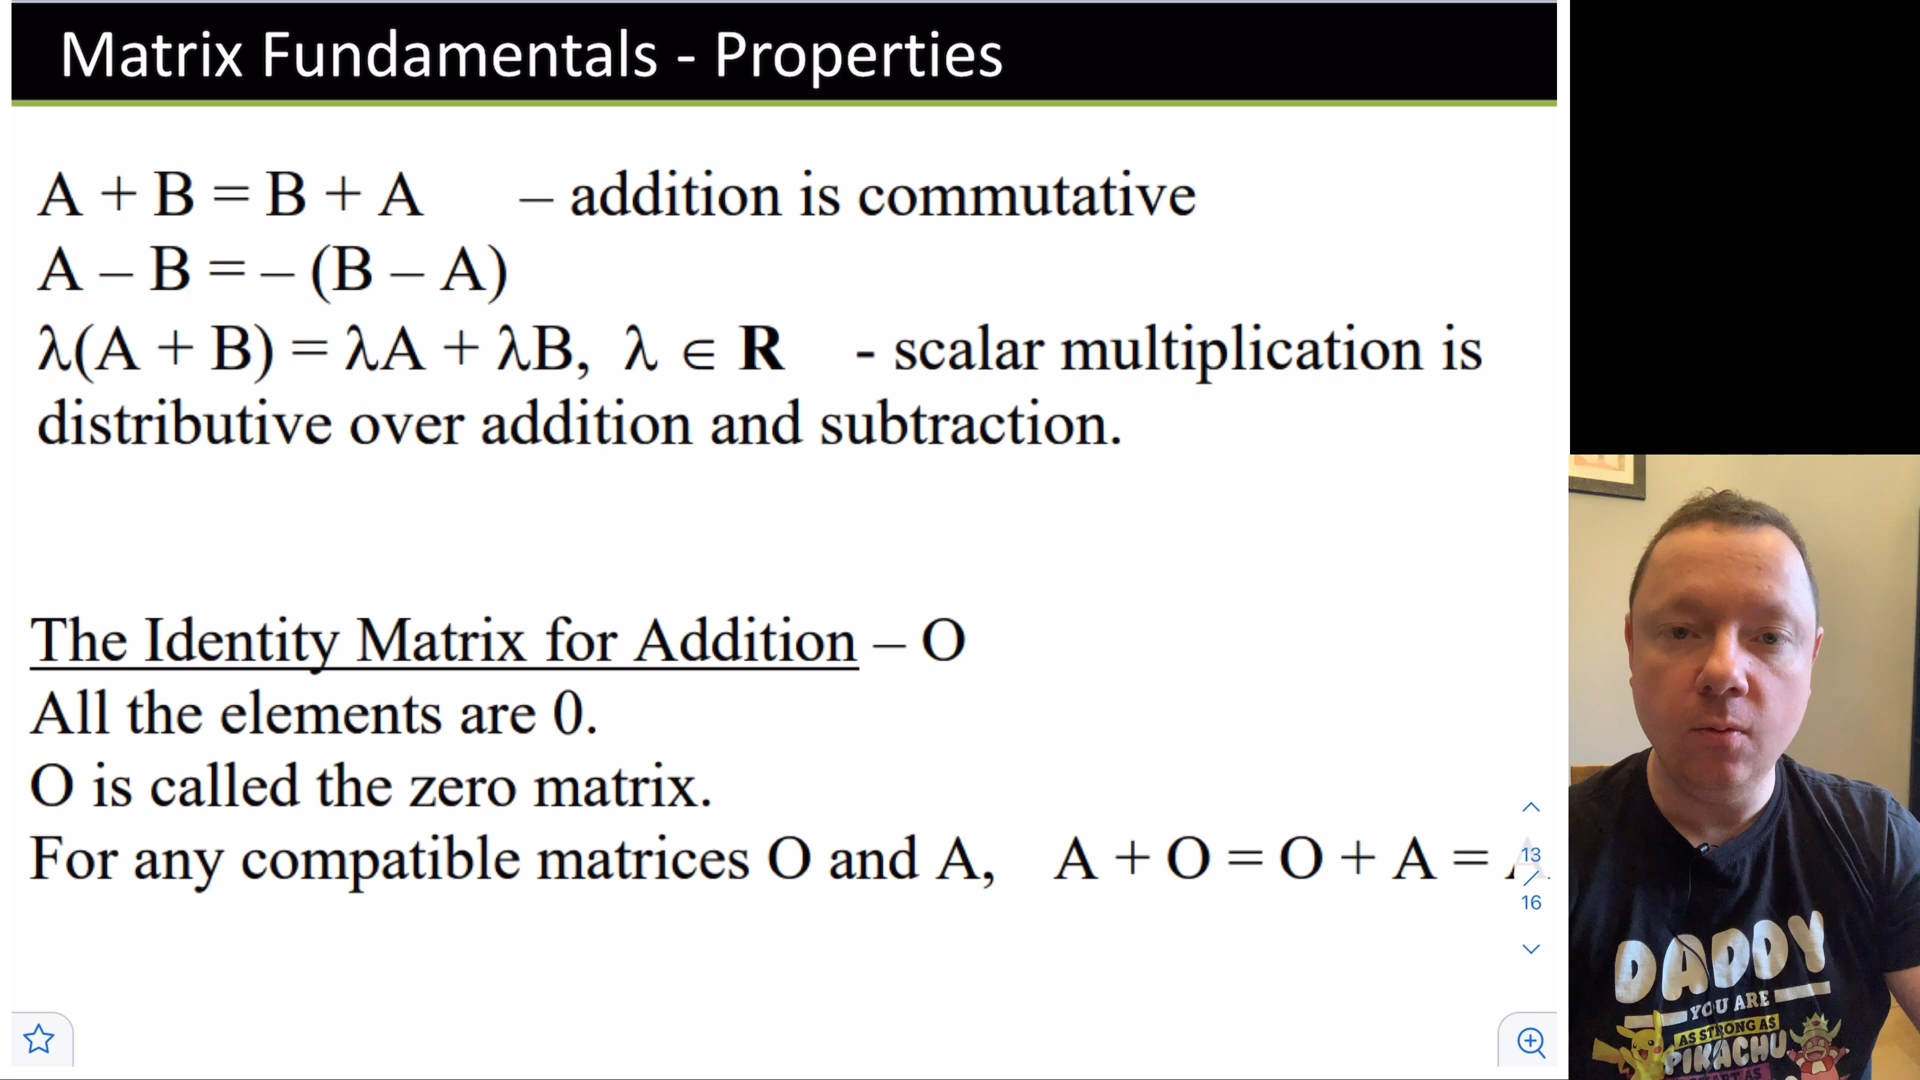 Matrix Fundamentals - Properties
A + B = B + A – addition is commutative
A – B = – (B – A)
λ(A + B) = λA + λB, λ ∈ R - scalar multiplication is
distributive over addition and subtraction.
The Identity Matrix for Addition – O
All the elements are 0.
O is called the zero matrix.
For any compatible matrices O and A, A + O = O + A = A.
13
16
DADDY
YOU ARE
AS STRONG AS
PIKACHU